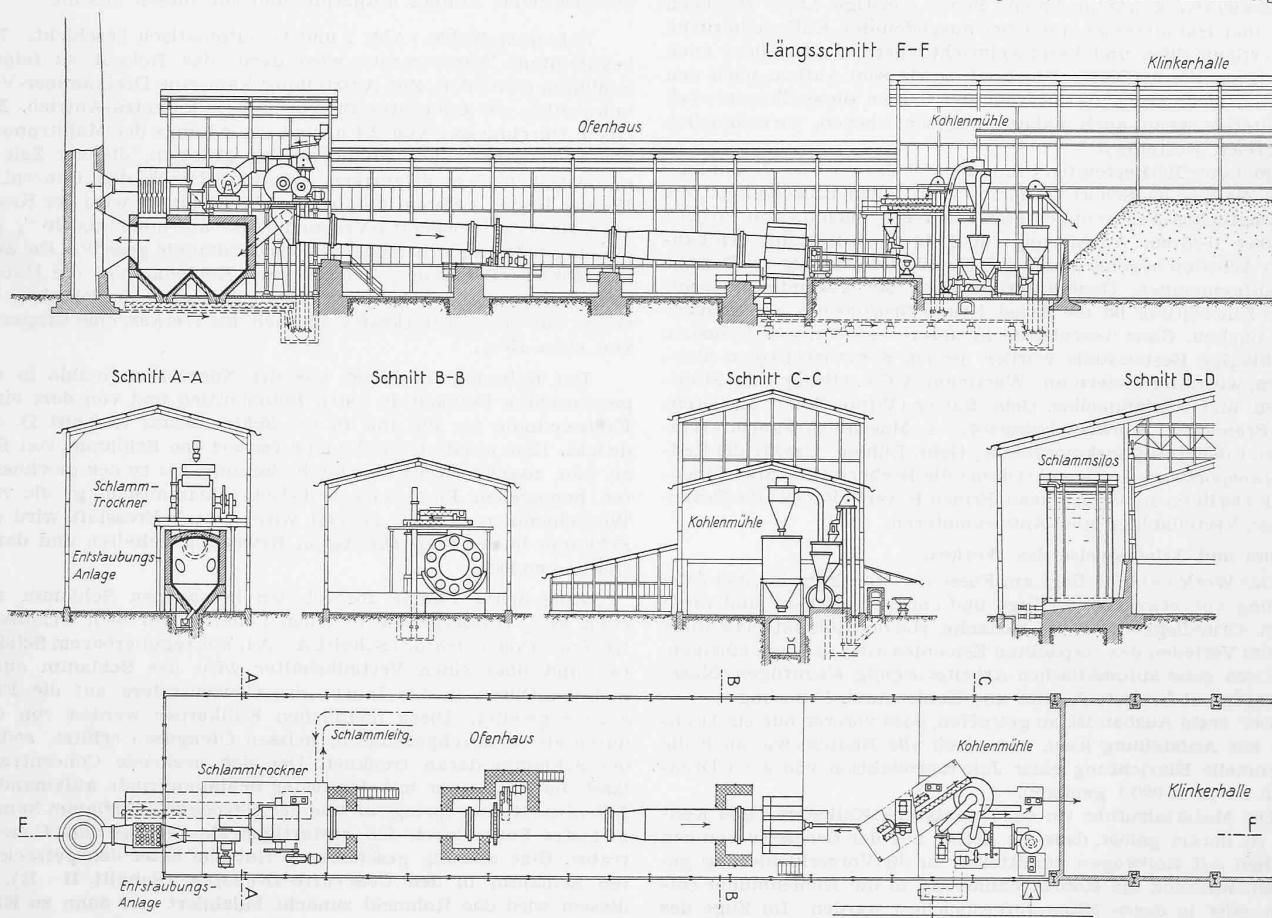 Längsschnitt F-F
Klinkerhalle
Ofenhaus
Kohlenmühle
Schnitt A-A
Schnitt B-B
Schnitt C-C
Schnitt D-D
Schlamm-
Trockner
Entstaubungs-
Anlage
Kohlenmühle
Schlammsilos
A
B
C
Schlammleitg.
Ofenhaus
Schlammtrockner
Kohlenmühle
Klinkerhalle
F
F
Entstaubungs-
Anlage
A
B